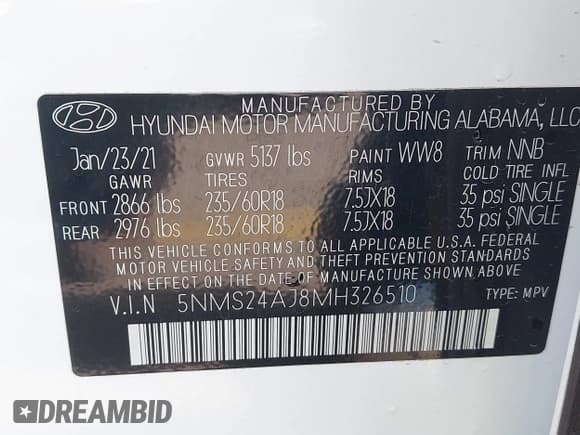 MANUFACTURED BY
HYUNDAI MOTOR MANUFACTURING ALABAMA, LLC
Jan/23/21 GVWR 5137 lbs PAINT WW8 TRIM NNB
GAWR TIRES RIMS COLD TIRE INFL
FRONT 2866 lbs 235/60R18 7.5JX18 35 psi SINGLE
REAR 2976 lbs 235/60R18 7.5JX18 35 psi SINGLE
THIS VEHICLE CONFORMS TO ALL APPLICABLE U.S.A. FEDERAL
MOTOR VEHICLE SAFETY AND THEFT PREVENTION STANDARDS
IN EFFECT ON THE DATE OF MANUFACTURE SHOWN ABOVE.
V.I.N 5NMS24AJ8MH326510 TYPE: MPV
DREAMBID